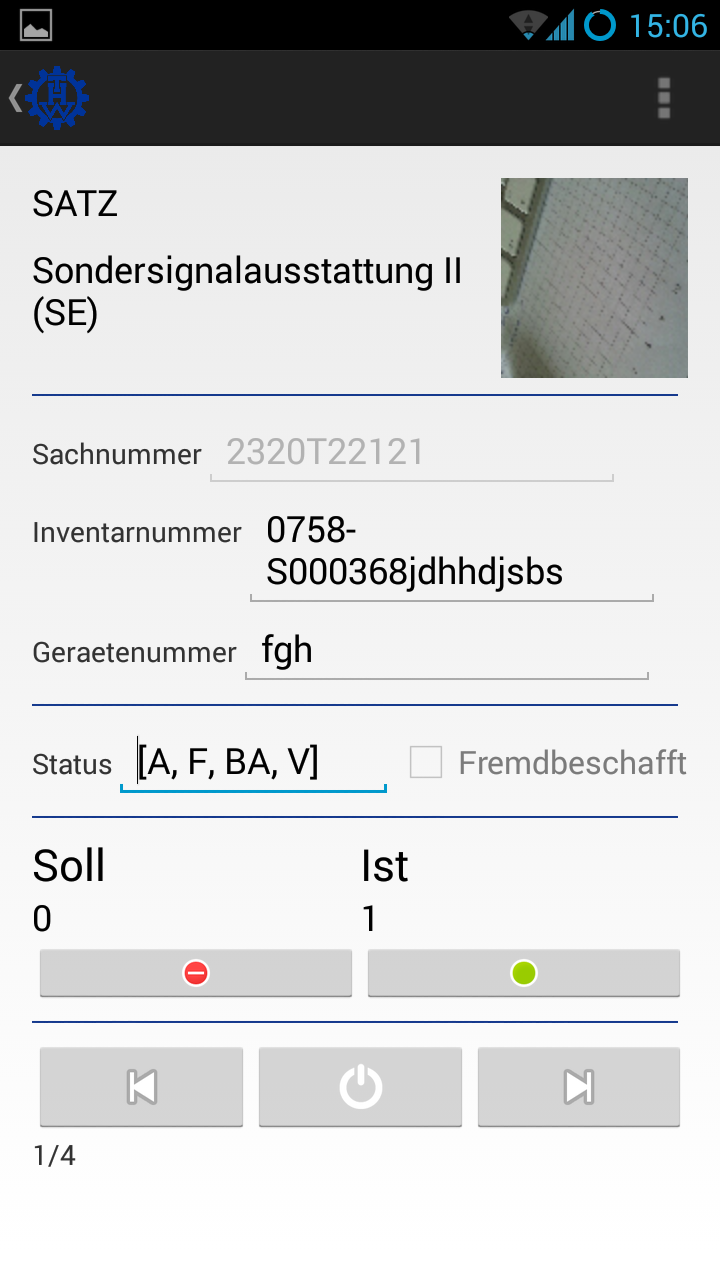 15:06
THW
SATZ
Sondersignalausstattung II
(SE)
Sachnummer 2320T22121
Inventarnummer 0758-
S000368jdhhdjsbs
Geraetenummer fgh
Status [A, F, BA, V] Fremdbeschafft
Soll Ist
0 1
1/4